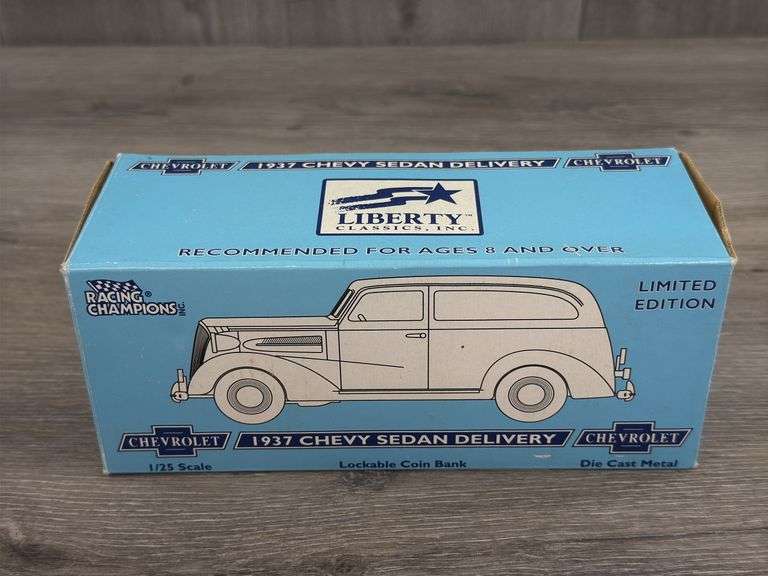 CHEVROLET 1937 CHEVY SEDAN DELIVERY CHEVROLET
LIBERTY™
CLASSICS, INC.
RECOMMENDED FOR AGES 8 AND OVER
RACING ®
CHAMPIONS INC.
LIMITED
EDITION
CHEVROLET 1937 CHEVY SEDAN DELIVERY CHEVROLET
1/25 Scale Lockable Coin Bank Die Cast Metal